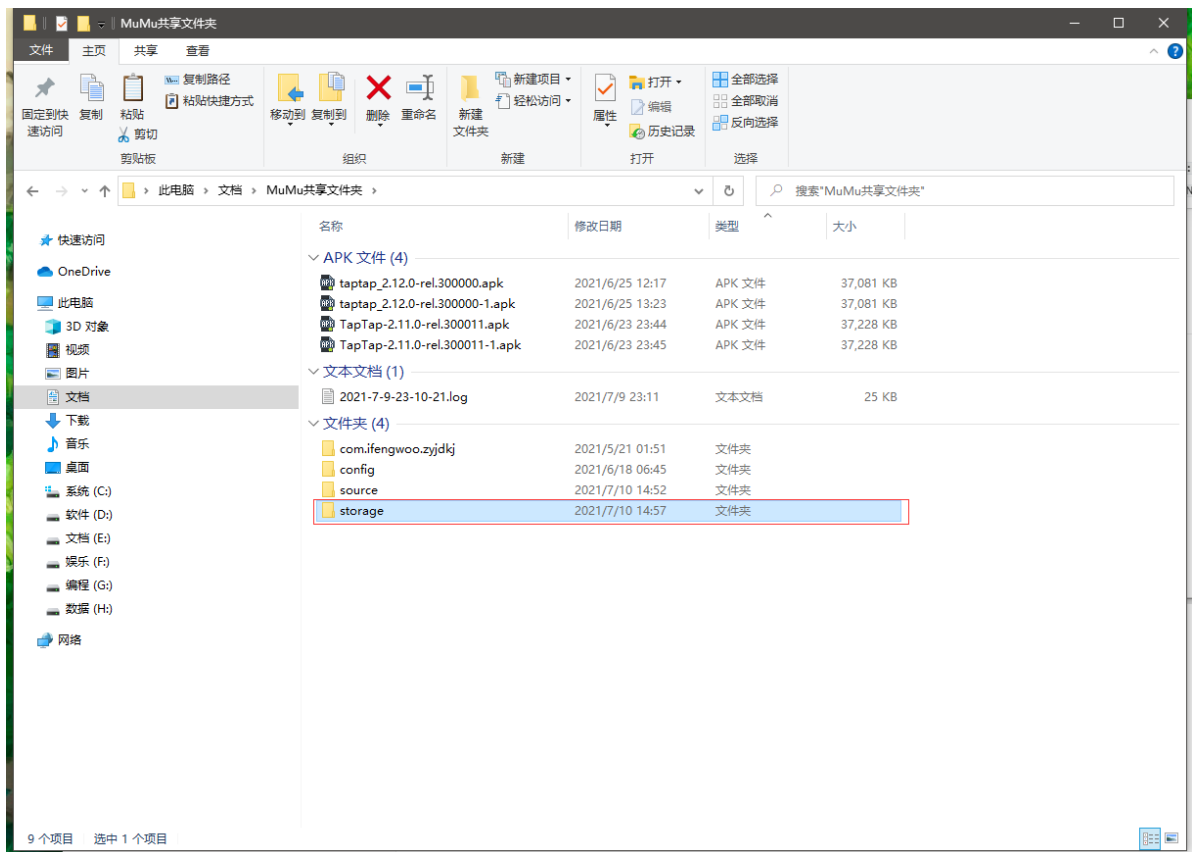 MuMu共享文件夹
文件 主页 共享 查看
固定到快速访问
复制
粘贴
复制路径
粘贴快捷方式
剪切
剪贴板
移动到
复制到
删除
重命名
组织
新建文件夹
新建项目
轻松访问
新建
属性
打开
编辑
历史记录
打开
全部选择
全部取消
反向选择
选择
此电脑 › 文档 › MuMu共享文件夹 ›
搜索"MuMu共享文件夹"
快速访问
OneDrive
此电脑
3D 对象
视频
图片
文档
下载
音乐
桌面
系统 (C:)
软件 (D:)
文档 (E:)
娱乐 (F:)
编程 (G:)
数据 (H:)
网络
名称 修改日期 类型 大小
APK 文件 (4)
taptap_2.12.0-rel.300000.apk 2021/6/25 12:17 APK 文件 37,081 KB
taptap_2.12.0-rel.300000-1.apk 2021/6/25 13:23 APK 文件 37,081 KB
TapTap-2.11.0-rel.300011.apk 2021/6/23 23:44 APK 文件 37,228 KB
TapTap-2.11.0-rel.300011-1.apk 2021/6/23 23:45 APK 文件 37,228 KB
文本文档 (1)
2021-7-9-23-10-21.log 2021/7/9 23:11 文本文档 25 KB
文件夹 (4)
com.ifengwoo.zyjdkj 2021/5/21 01:51 文件夹
config 2021/6/18 06:45 文件夹
source 2021/7/10 14:52 文件夹
storage 2021/7/10 14:57 文件夹
9 个项目 选中 1 个项目